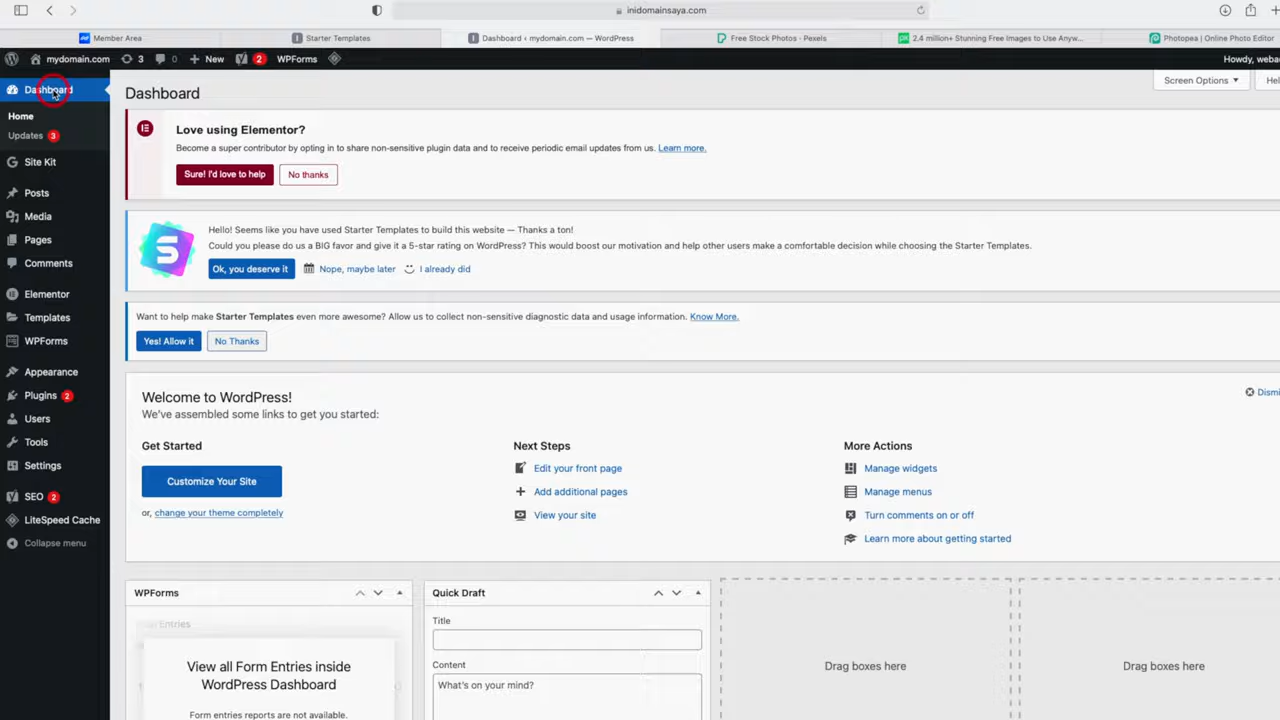 inidomainsaya.com
Member Area
Starter Templates
Dashboard ‹ mydomain.com — WordPress
Free Stock Photos - Pexels
2.4 million+ Stunning Free Images to Use Anyw...
Photopea | Online Photo Editor
mydomain.com
3
0
New
2
WPForms
Howdy, weba
Dashboard
Home
Updates 3
Site Kit
Posts
Media
Pages
Comments
Elementor
Templates
WPForms
Appearance
Plugins 2
Users
Tools
Settings
SEO 2
LiteSpeed Cache
Collapse menu
Screen Options
Hel
Dashboard
Love using Elementor?
Become a super contributor by opting in to share non-sensitive plugin data and to receive periodic email updates from us. Learn more.
Sure! I'd love to help
No thanks
Hello! Seems like you have used Starter Templates to build this website — Thanks a ton!
Could you please do us a BIG favor and give it a 5-star rating on WordPress? This would boost our motivation and help other users make a comfortable decision while choosing the Starter Templates.
Ok, you deserve it
Nope, maybe later
I already did
Want to help make Starter Templates even more awesome? Allow us to collect non-sensitive diagnostic data and usage information. Know More.
Yes! Allow it
No Thanks
Welcome to WordPress!
We've assembled some links to get you started:
Dismi
Get Started
Customize Your Site
or, change your theme completely
Next Steps
Edit your front page
Add additional pages
View your site
More Actions
Manage widgets
Manage menus
Turn comments on or off
Learn more about getting started
WPForms
Entries
View all Form Entries inside
WordPress Dashboard
Form entries reports are not available.
Quick Draft
Title
Content
What's on your mind?
Drag boxes here
Drag boxes here